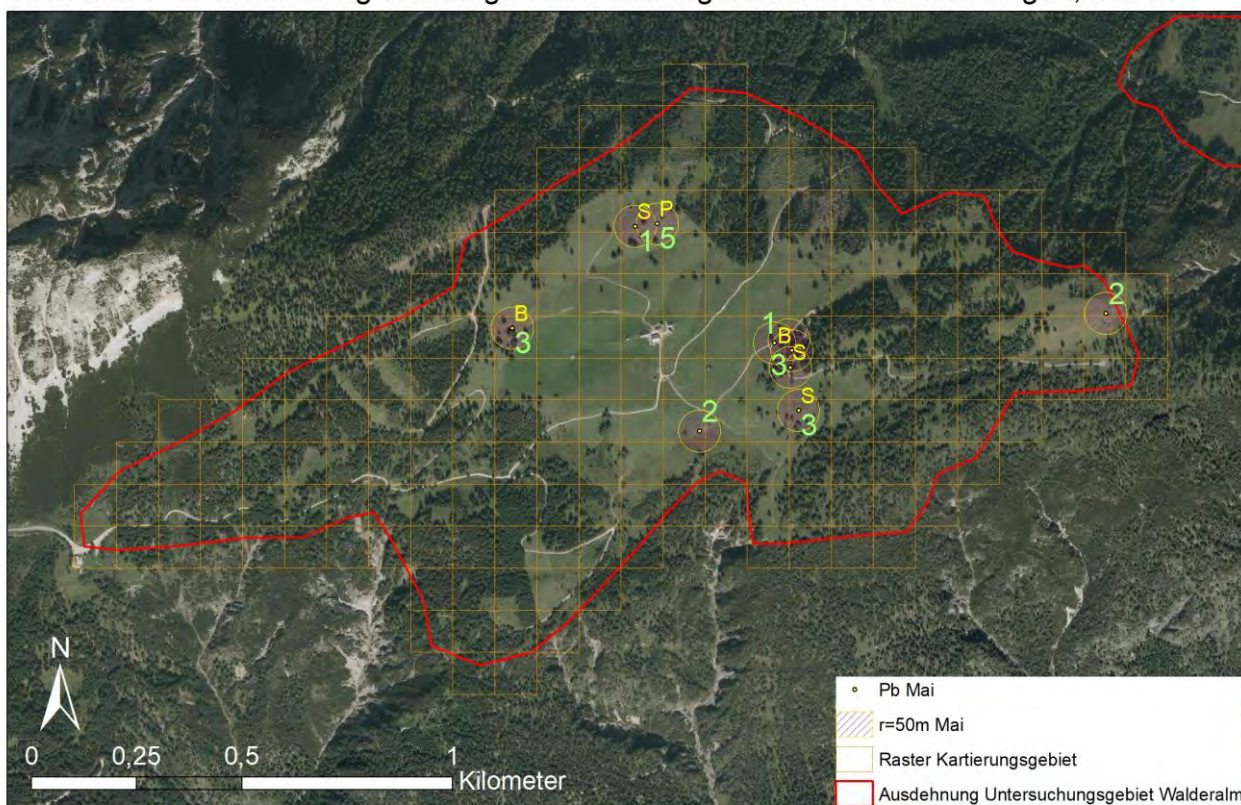 S P
1 5
2
B
3
1
B
S
3
S
3
2
N
0 0,25 0,5 1
Kilometer
Pb Mai
r=50m Mai
Raster Kartierungsgebiet
Ausdehnung Untersuchungsgebiet Walderalm